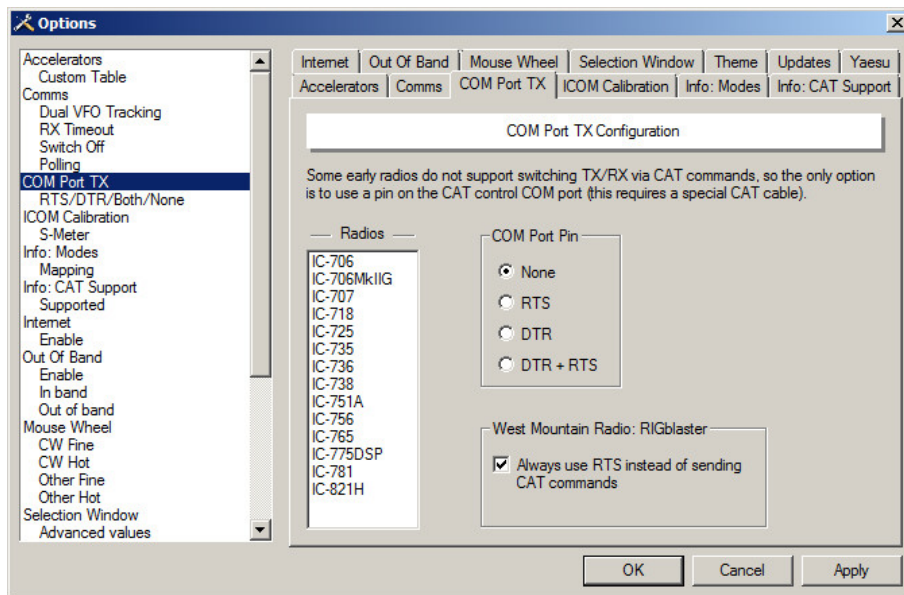 Options
Accelerators
Custom Table
Comms
Dual VFO Tracking
RX Timeout
Switch Off
Polling
COM Port TX
RTS/DTR/Both/None
ICOM Calibration
S-Meter
Info: Modes
Mapping
Info: CAT Support
Supported
Internet
Enable
Out Of Band
Enable
In band
Out of band
Mouse Wheel
CW Fine
CW Hot
Other Fine
Other Hot
Selection Window
Advanced values
Internet Out Of Band Mouse Wheel Selection Window Theme Updates Yaesu
Accelerators Comms COM Port TX ICOM Calibration Info: Modes Info: CAT Support
COM Port TX Configuration
Some early radios do not support switching TX/RX via CAT commands, so the only option
is to use a pin on the CAT control COM port (this requires a special CAT cable).
Radios
IC-706
IC-706MkIIG
IC-707
IC-718
IC-725
IC-735
IC-736
IC-738
IC-751A
IC-756
IC-765
IC-775DSP
IC-781
IC-821H
COM Port Pin
None
RTS
DTR
DTR + RTS
West Mountain Radio: RIGblaster
Always use RTS instead of sending
CAT commands
OK Cancel Apply